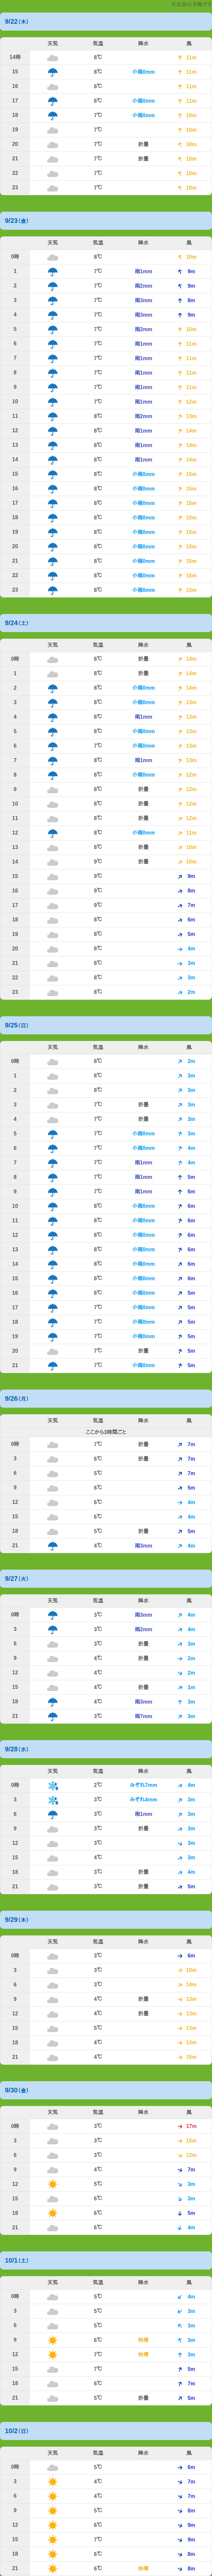 9/22(木)
天気 気温 降水 風
14時 8℃ 11m
15 8℃ 小雨0mm 11m
16 8℃ 11m
17 8℃ 小雨0mm 11m
18 7℃ 小雨0mm 10m
19 7℃ 10m
20 7℃ 折畳 10m
21 7℃ 折畳 10m
22 7℃ 10m
23 7℃ 10m
9/23(金)
天気 気温 降水 風
0時 8℃ 10m
1 7℃ 雨1mm 9m
2 7℃ 雨2mm 9m
3 7℃ 雨3mm 8m
4 7℃ 雨3mm 9m
5 7℃ 雨2mm 10m
6 7℃ 雨1mm 11m
7 7℃ 雨1mm 11m
8 7℃ 雨1mm 11m
9 7℃ 雨1mm 11m
10 7℃ 雨1mm 12m
11 8℃ 雨2mm 13m
12 8℃ 雨1mm 14m
13 8℃ 雨1mm 14m
14 8℃ 雨1mm 14m
15 8℃ 小雨0mm 15m
16 8℃ 小雨0mm 15m
17 8℃ 小雨0mm 15m
18 8℃ 小雨0mm 15m
19 8℃ 小雨0mm 15m
20 8℃ 小雨0mm 15m
21 8℃ 小雨0mm 15m
22 8℃ 小雨0mm 15m
23 8℃ 小雨0mm 15m
9/24(土)
天気 気温 降水 風
0時 8℃ 折畳 14m
1 8℃ 折畳 14m
2 8℃ 小雨0mm 14m
3 8℃ 小雨0mm 13m
4 8℃ 雨1mm 13m
5 8℃ 小雨0mm 13m
6 7℃ 小雨0mm 13m
7 8℃ 雨1mm 13m
8 8℃ 小雨0mm 12m
9 8℃ 折畳 12m
10 8℃ 折畳 12m
11 8℃ 折畳 12m
12 8℃ 小雨0mm 11m
13 8℃ 折畳 10m
14 9℃ 折畳 10m
15 9℃ 9m
16 9℃ 8m
17 9℃ 7m
18 8℃ 6m
19 8℃ 5m
20 8℃ 4m
21 8℃ 3m
22 8℃ 3m
23 8℃ 2m
9/25(日)
天気 気温 降水 風
0時 8℃ 2m
1 8℃ 3m
2 8℃ 3m
3 7℃ 折畳 3m
4 7℃ 折畳 3m
5 7℃ 小雨0mm 3m
6 7℃ 小雨0mm 4m
7 7℃ 雨1mm 4m
8 7℃ 雨1mm 5m
9 7℃ 雨1mm 6m
10 8℃ 小雨0mm 6m
11 8℃ 小雨0mm 6m
12 8℃ 小雨0mm 6m
13 8℃ 小雨0mm 6m
14 8℃ 小雨0mm 6m
15 8℃ 小雨0mm 6m
16 8℃ 小雨0mm 5m
17 8℃ 小雨0mm 5m
18 7℃ 小雨0mm 5m
19 7℃ 小雨0mm 5m
20 7℃ 折畳 5m
21 7℃ 小雨0mm 5m
9/26(月)
天気 気温 降水 風
ここから3時間ごと
0時 7℃ 折畳 7m
3 6℃ 折畳 7m
6 5℃ 7m
9 6℃ 5m
12 6℃ 4m
15 6℃ 4m
18 5℃ 折畳 5m
21 4℃ 雨3mm 4m
9/27(火)
天気 気温 降水 風
0時 3℃ 雨3mm 4m
3 3℃ 雨2mm 4m
6 3℃ 折畳 3m
9 4℃ 折畳 2m
12 4℃ 2m
15 4℃ 折畳 1m
18 4℃ 雨3mm 3m
21 3℃ 雨7mm 3m
9/28(水)
天気 気温 降水 風
0時 2℃ みぞれ7mm 4m
3 3℃ みぞれ4mm 3m
6 3℃ 雨1mm 3m
9 3℃ 折畳 3m
12 3℃ 3m
15 4℃ 3m
18 3℃ 折畳 4m
21 3℃ 折畳 5m
9/29(木)
天気 気温 降水 風
0時 3℃ 6m
3 3℃ 10m
6 3℃ 14m
9 4℃ 折畳 13m
12 4℃ 折畳 13m
15 5℃ 13m
18 4℃ 13m
21 4℃ 15m
9/30(金)
天気 気温 降水 風
0時 3℃ 17m
3 3℃ 15m
6 3℃ 12m
9 4℃ 7m
12 5℃ 3m
15 6℃ 3m
18 6℃ 5m
21 6℃ 4m
10/1(土)
天気 気温 降水 風
0時 5℃ 4m
3 5℃ 3m
6 5℃ 3m
9 6℃ 快晴 3m
12 7℃ 快晴 3m
15 7℃ 5m
18 6℃ 7m
21 5℃ 折畳 5m
10/2(日)
天気 気温 降水 風
0時 5℃ 6m
3 4℃ 7m
6 4℃ 7m
9 5℃ 8m
12 6℃ 9m
15 7℃ 9m
18 6℃ 8m
21 6℃ 快晴 8m